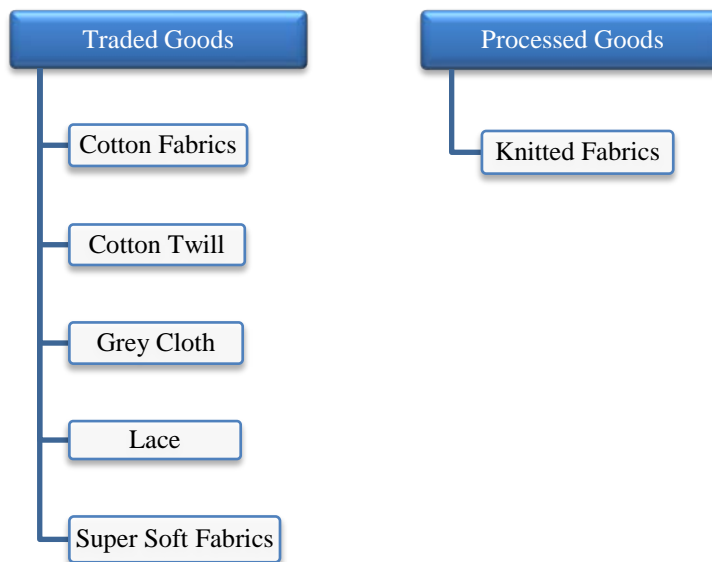 Traded Goods
Cotton Fabrics
Cotton Twill
Grey Cloth
Lace
Super Soft Fabrics
Processed Goods
Knitted Fabrics